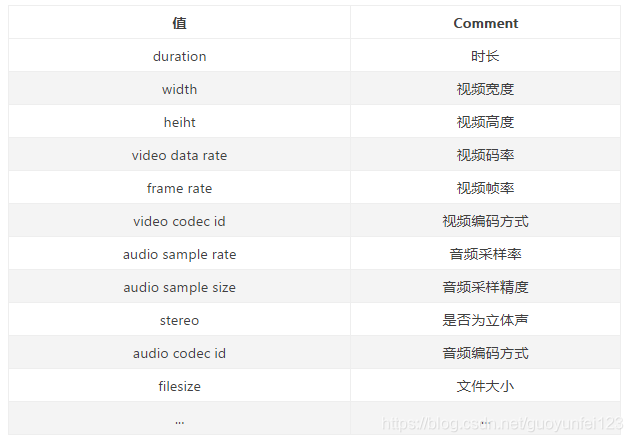 值 Comment
duration 时长
width 视频宽度
heiht 视频高度
video data rate 视频码率
frame rate 视频帧率
video codec id 视频编码方式
audio sample rate 音频采样率
audio sample size 音频采样精度
stereo 是否为立体声
audio codec id 音频编码方式
filesize 文件大小
... ...
https://blog.csdn.net/guoyunfei123